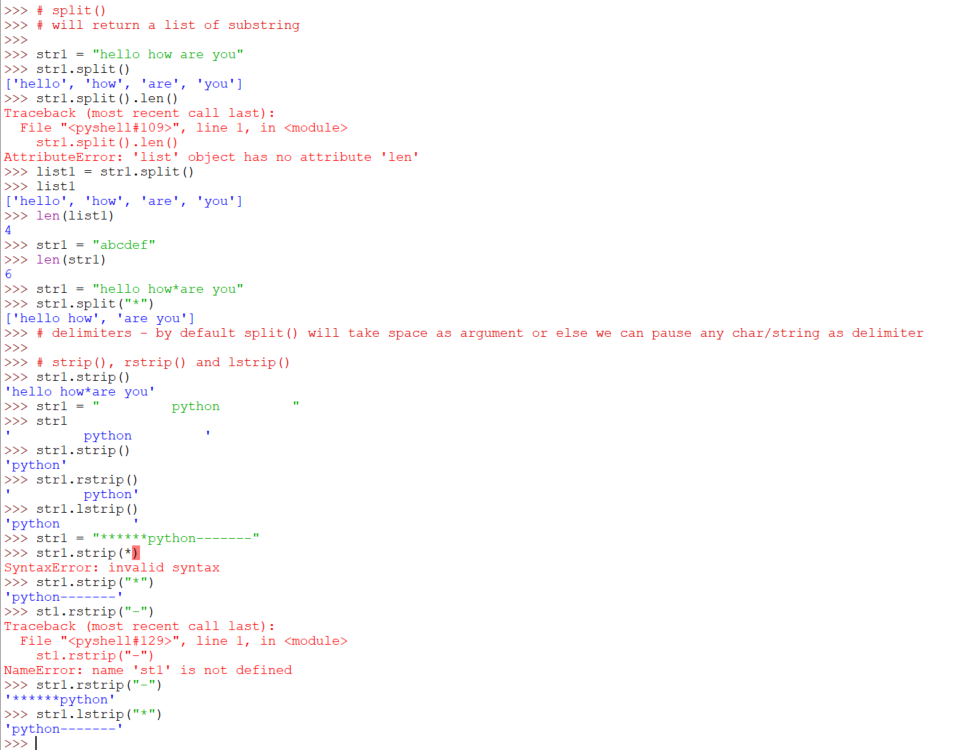 >>> # split()
>>> # will return a list of substring
>>>
>>> str1 = "hello how are you"
>>> str1.split()
['hello', 'how', 'are', 'you']
>>> str1.split().len()
Traceback (most recent call last):
  File "<pyshell#109>", line 1, in <module>
    str1.split().len()
AttributeError: 'list' object has no attribute 'len'
>>> list1 = str1.split()
>>> list1
['hello', 'how', 'are', 'you']
>>> len(list1)
4
>>> str1 = "abcdef"
>>> len(str1)
6
>>> str1 = "hello how*are you"
>>> str1.split("*")
['hello how', 'are you']
>>> # delimiters - by default split() will take space as argument or else we can pause any char/string as delimiter
>>>
>>> # strip(), rstrip() and lstrip()
>>> str1.strip()
'hello how*are you'
>>> str1 = "         python         "
>>> str1
'         python         '
>>> str1.strip()
'python'
>>> str1.rstrip()
'         python'
>>> str1.lstrip()
'python         '
>>> str1 = "******python-------"
>>> str1.strip(*)
SyntaxError: invalid syntax
>>> str1.strip("*")
'python-------'
>>> st1.rstrip("-")
Traceback (most recent call last):
  File "<pyshell#129>", line 1, in <module>
    st1.rstrip("-")
NameError: name 'st1' is not defined
>>> str1.rstrip("-")
'******python'
>>> str1.lstrip("*")
'python-------'
>>>